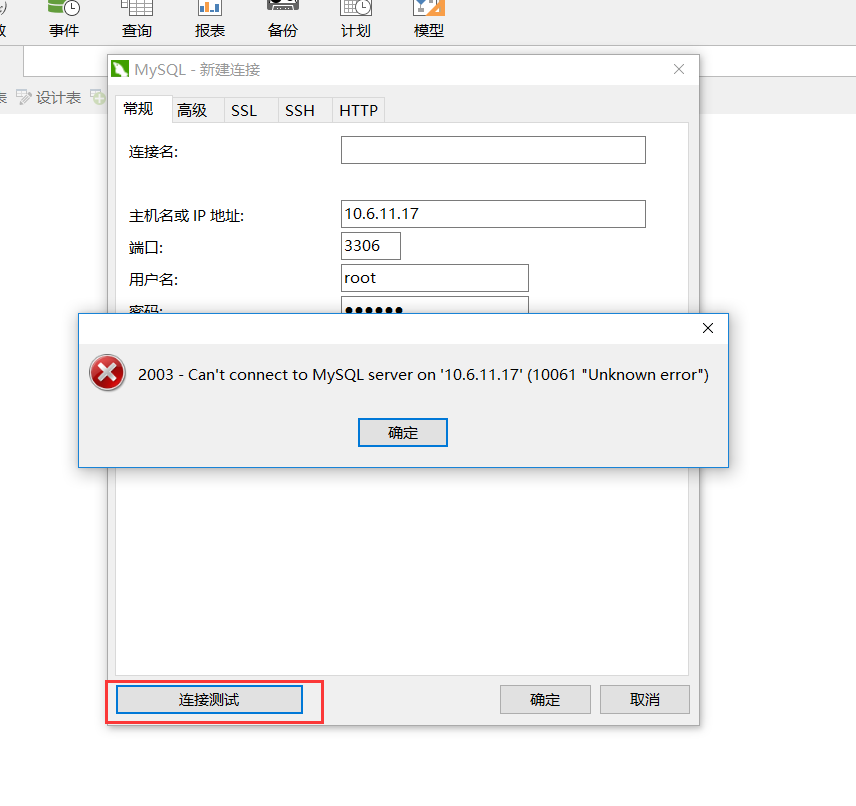 事件 查询 报表 备份 计划 模型
设计表
MySQL - 新建连接
常规 高级 SSL SSH HTTP
连接名:
主机名或 IP 地址: 10.6.11.17
端口: 3306
用户名: root
密码: ●●●●●●
2003 - Can't connect to MySQL server on '10.6.11.17' (10061 "Unknown error")
确定
连接测试 确定 取消